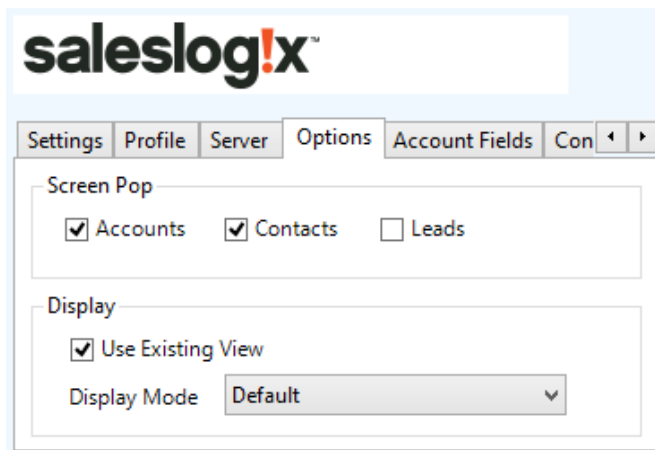 saleslog!x™
Settings Profile Server Options Account Fields Con
Screen Pop
Accounts Contacts Leads
Display
Use Existing View
Display Mode Default